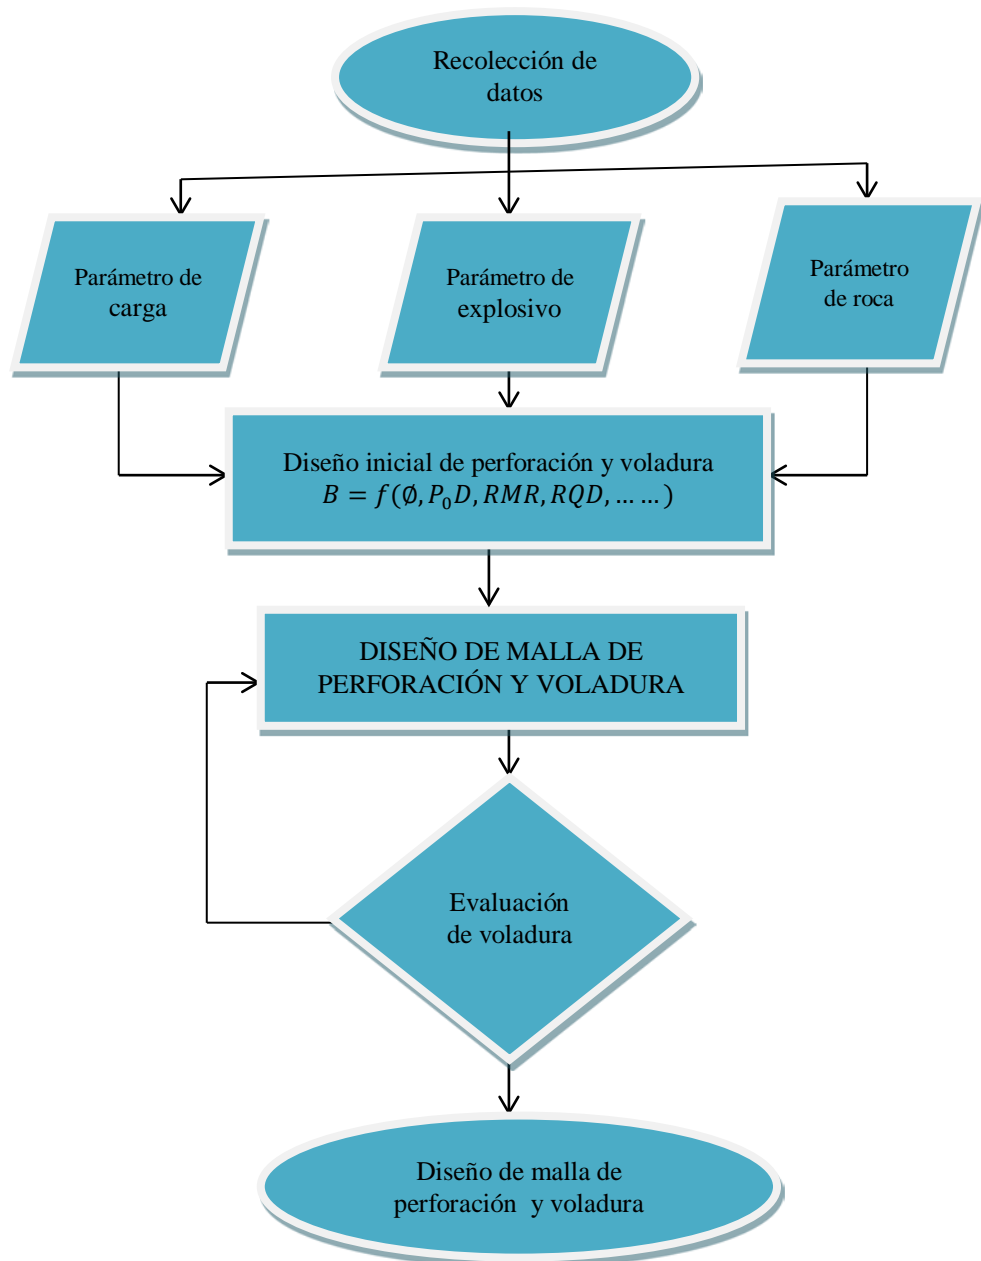 Recolección de
datos
Parámetro de
carga
Parámetro de
explosivo
Parámetro
de roca
Diseño inicial de perforación y voladura
B = f(∅, P₀D, RMR, RQD, … …)
DISEÑO DE MALLA DE
PERFORACIÓN Y VOLADURA
Evaluación
de voladura
Diseño de malla de
perforación y voladura